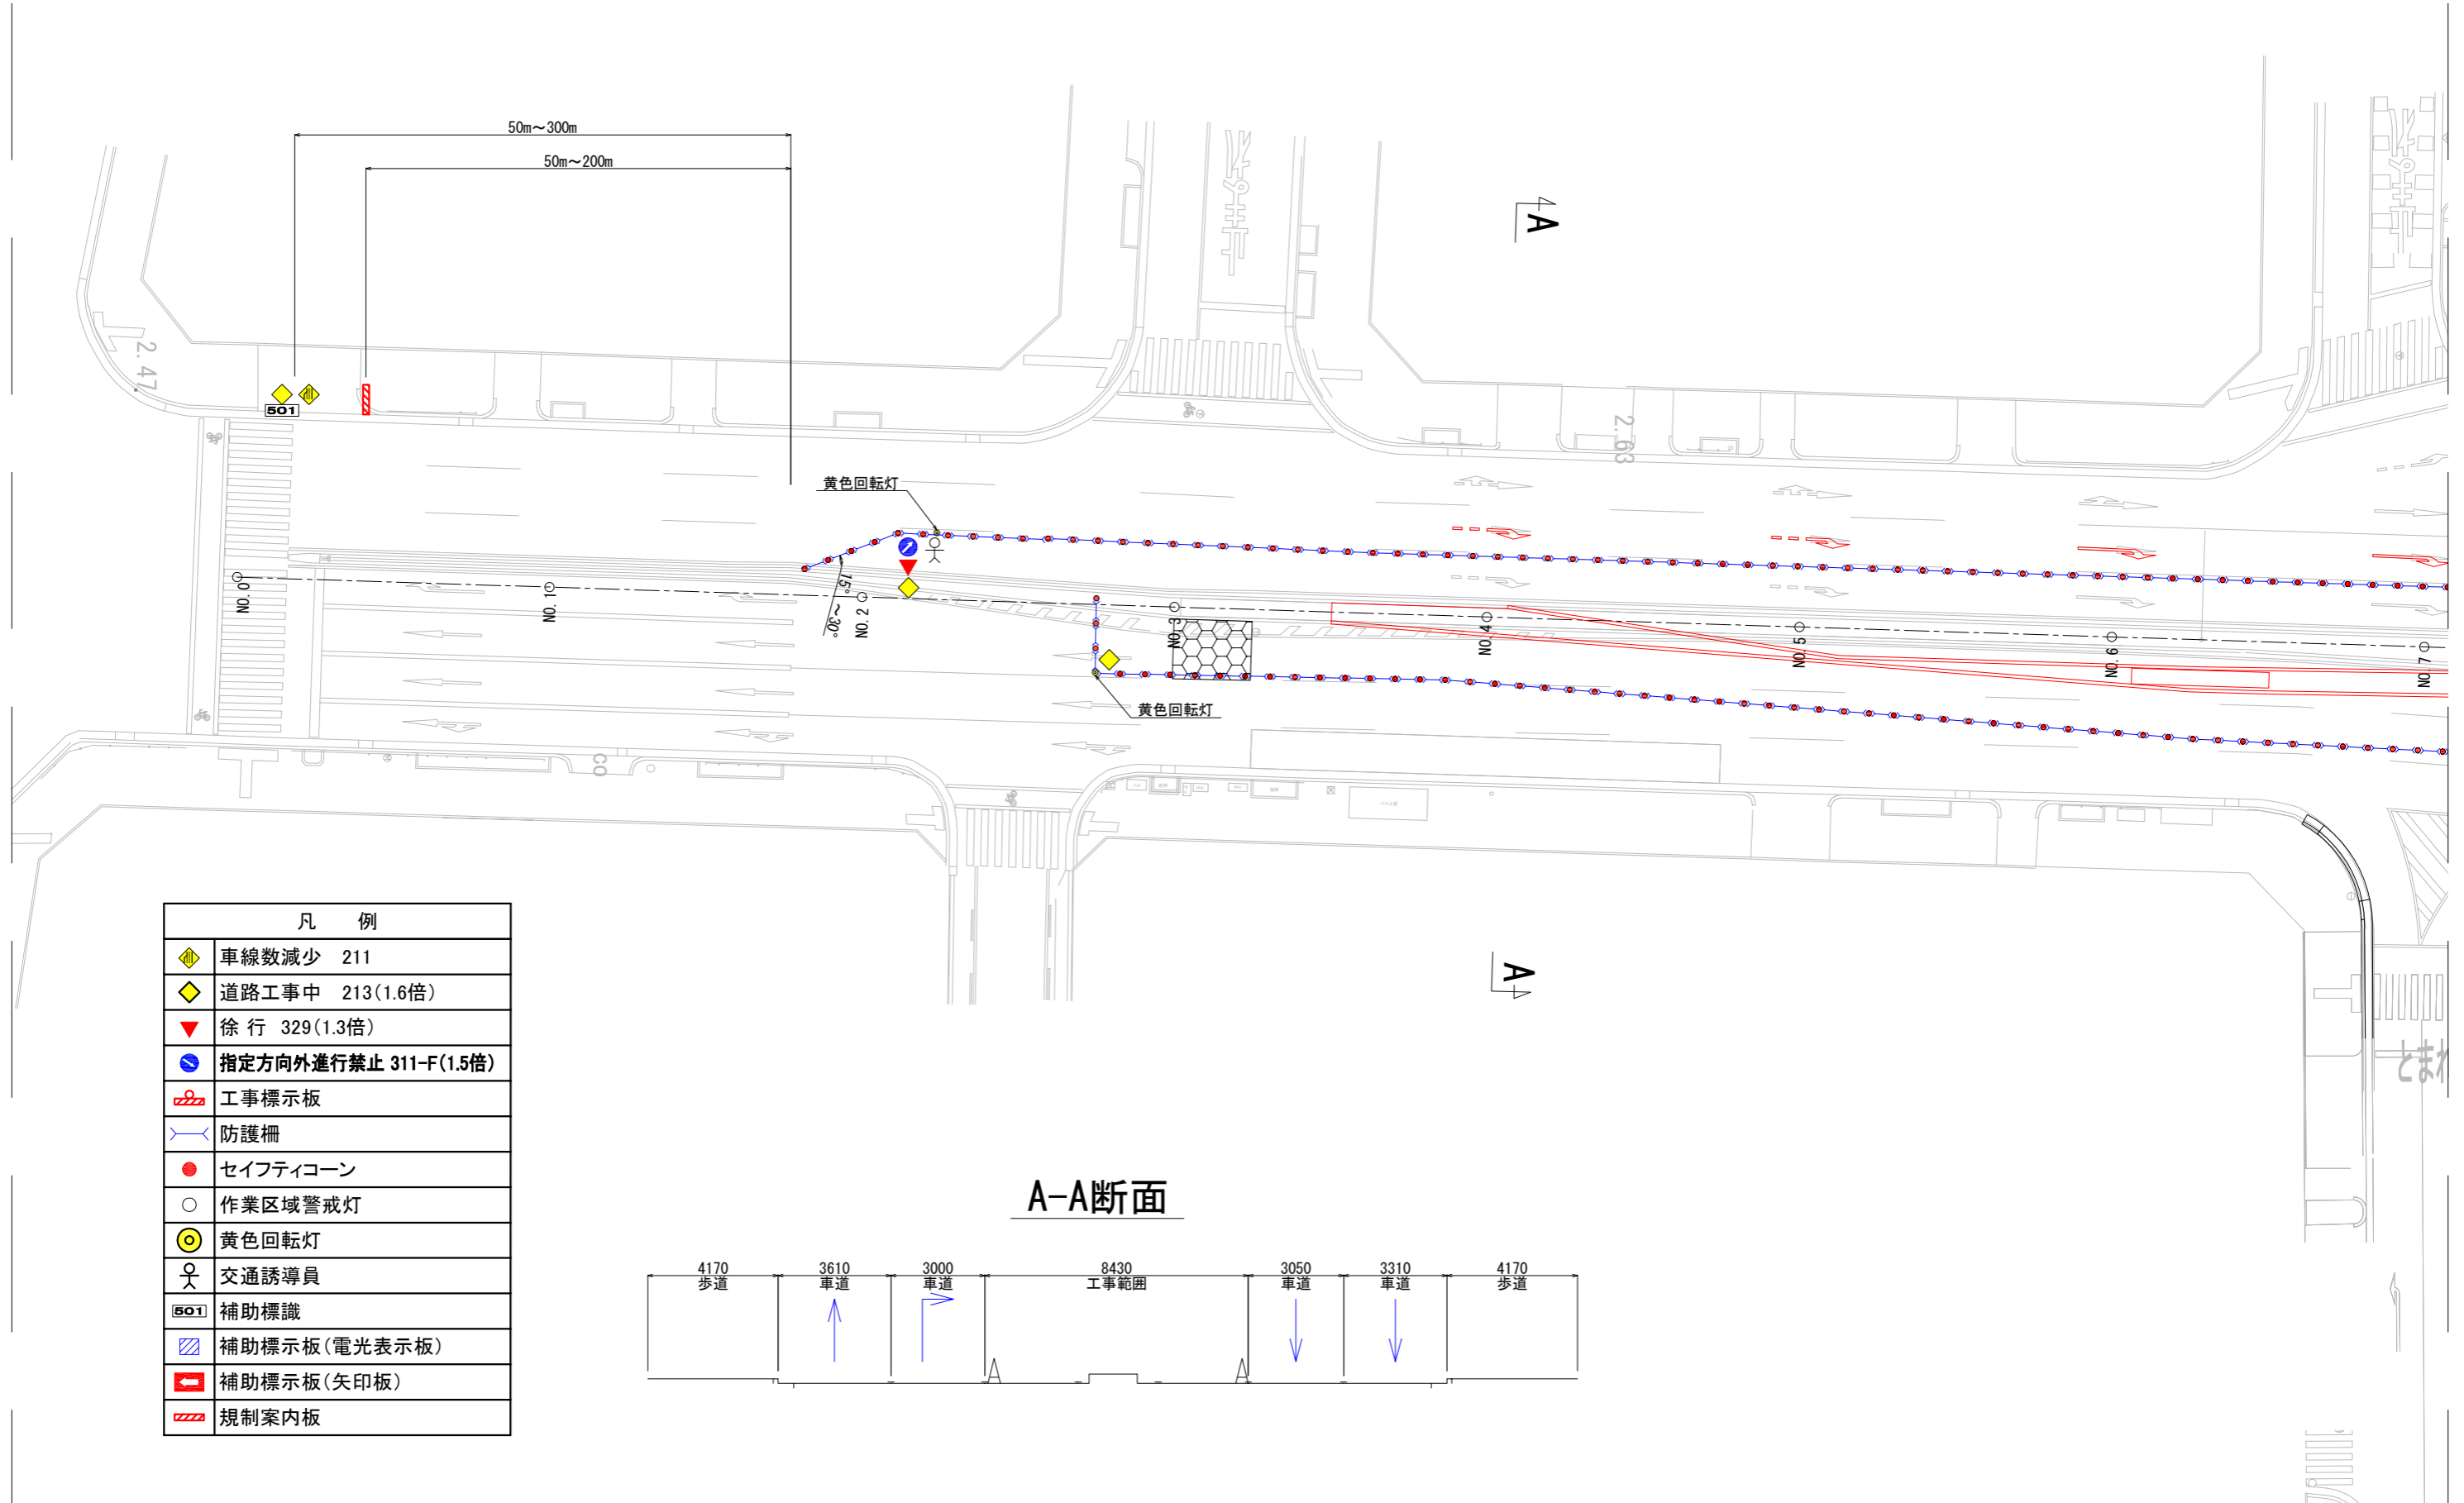 50m～300m
50m～200m
A
2.47
501
2.63
黄色回転灯
15°～30°
NO.0
NO.1
NO.2
NO.3
NO.4
NO.5
NO.6
NO.7
黄色回転灯
CO
A
凡　例
車線数減少　211
道路工事中　213(1.6倍)
徐 行　329(1.3倍)
指定方向外進行禁止 311-F(1.5倍)
工事標示板
防護柵
セイフティコーン
作業区域警戒灯
黄色回転灯
交通誘導員
501 補助標識
補助標示板(電光表示板)
補助標示板(矢印板)
規制案内板
A-A断面
4170 3610 3000 8430 3050 3310 4170
歩道 車道 車道 工事範囲 車道 車道 歩道